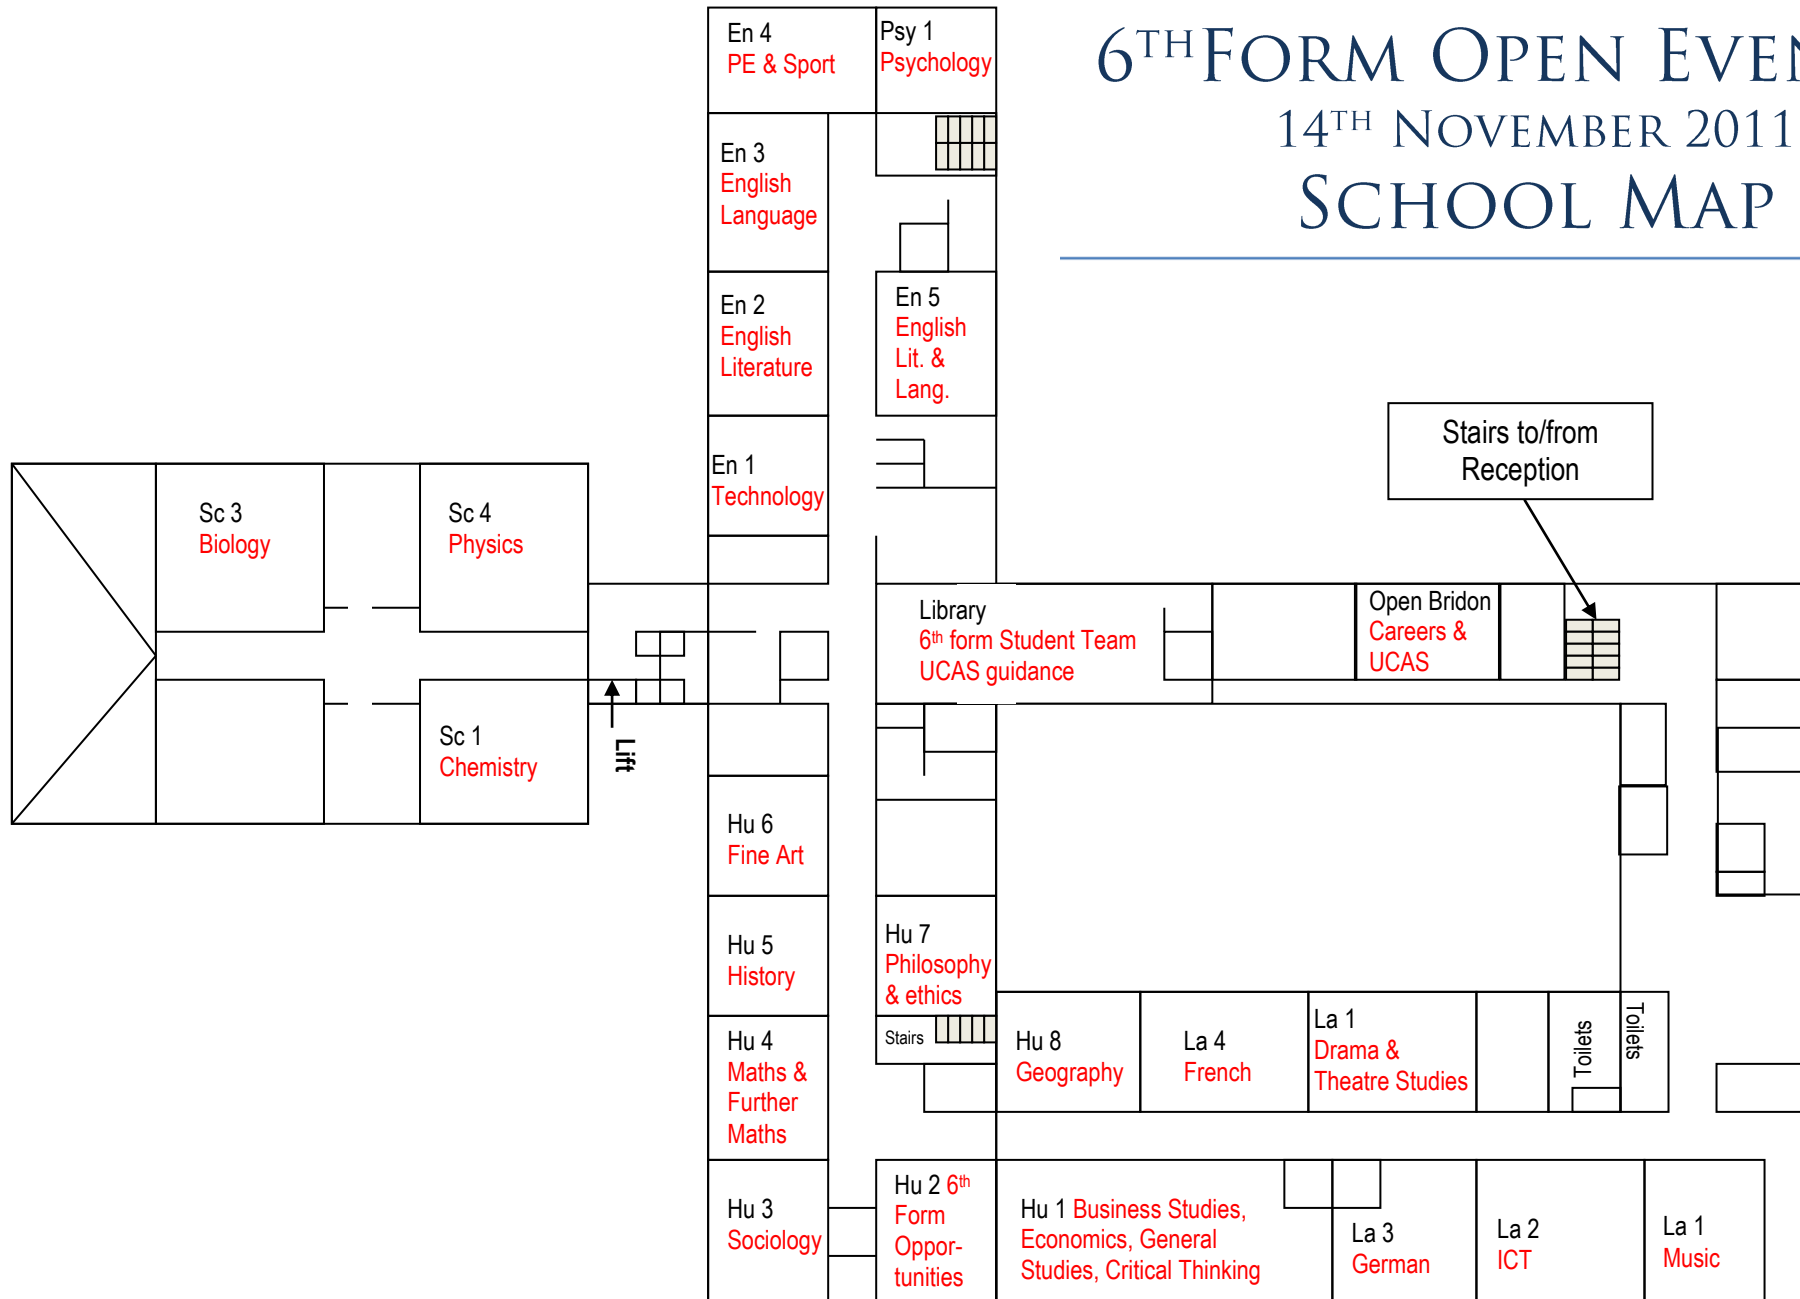 6TH FORM OPEN EVEN
14TH NOVEMBER 2011
SCHOOL MAP
En 4
PE & Sport
Psy 1
Psychology
En 3
English
Language
En 2
English
Literature
En 5
English
Lit. &
Lang.
En 1
Technology
Stairs to/from
Reception
Sc 3
Biology
Sc 4
Physics
Library
6th form Student Team
UCAS guidance
Open Bridon
Careers &
UCAS
Sc 1
Chemistry
Lift
Hu 6
Fine Art
Hu 5
History
Hu 7
Philosophy
& ethics
Stairs
Hu 4
Maths &
Further
Maths
Hu 8
Geography
La 4
French
La 1
Drama &
Theatre Studies
Toilets
Toilets
Hu 3
Sociology
Hu 2 6th
Form
Oppor-
tunities
Hu 1 Business Studies,
Economics, General
Studies, Critical Thinking
La 3
German
La 2
ICT
La 1
Music